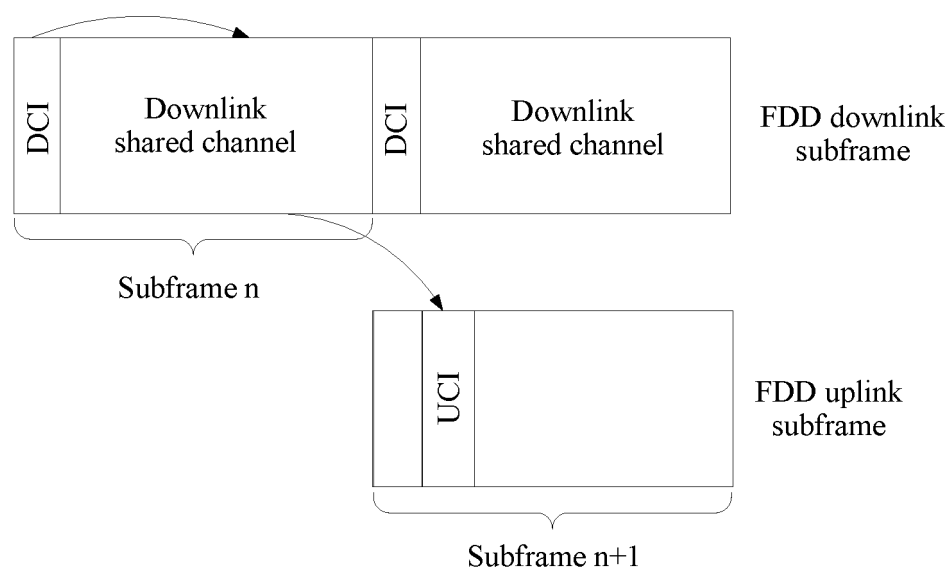 DCI
Downlink
shared channel
DCI
Downlink
shared channel
FDD downlink
subframe
Subframe n
UCI
FDD uplink
subframe
Subframe n+1